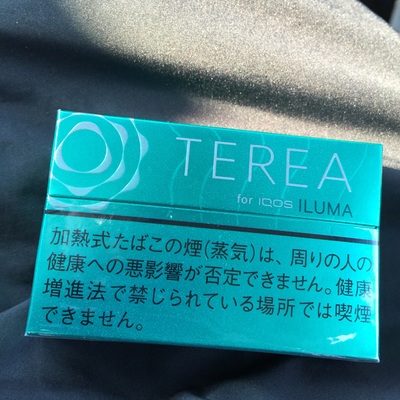 TEREA
for IQOS ILUMA
加熱式たばこの煙(蒸気)は、周りの人の
健康への悪影響が否定できません。健康
増進法で禁じられている場所では喫煙
できません。